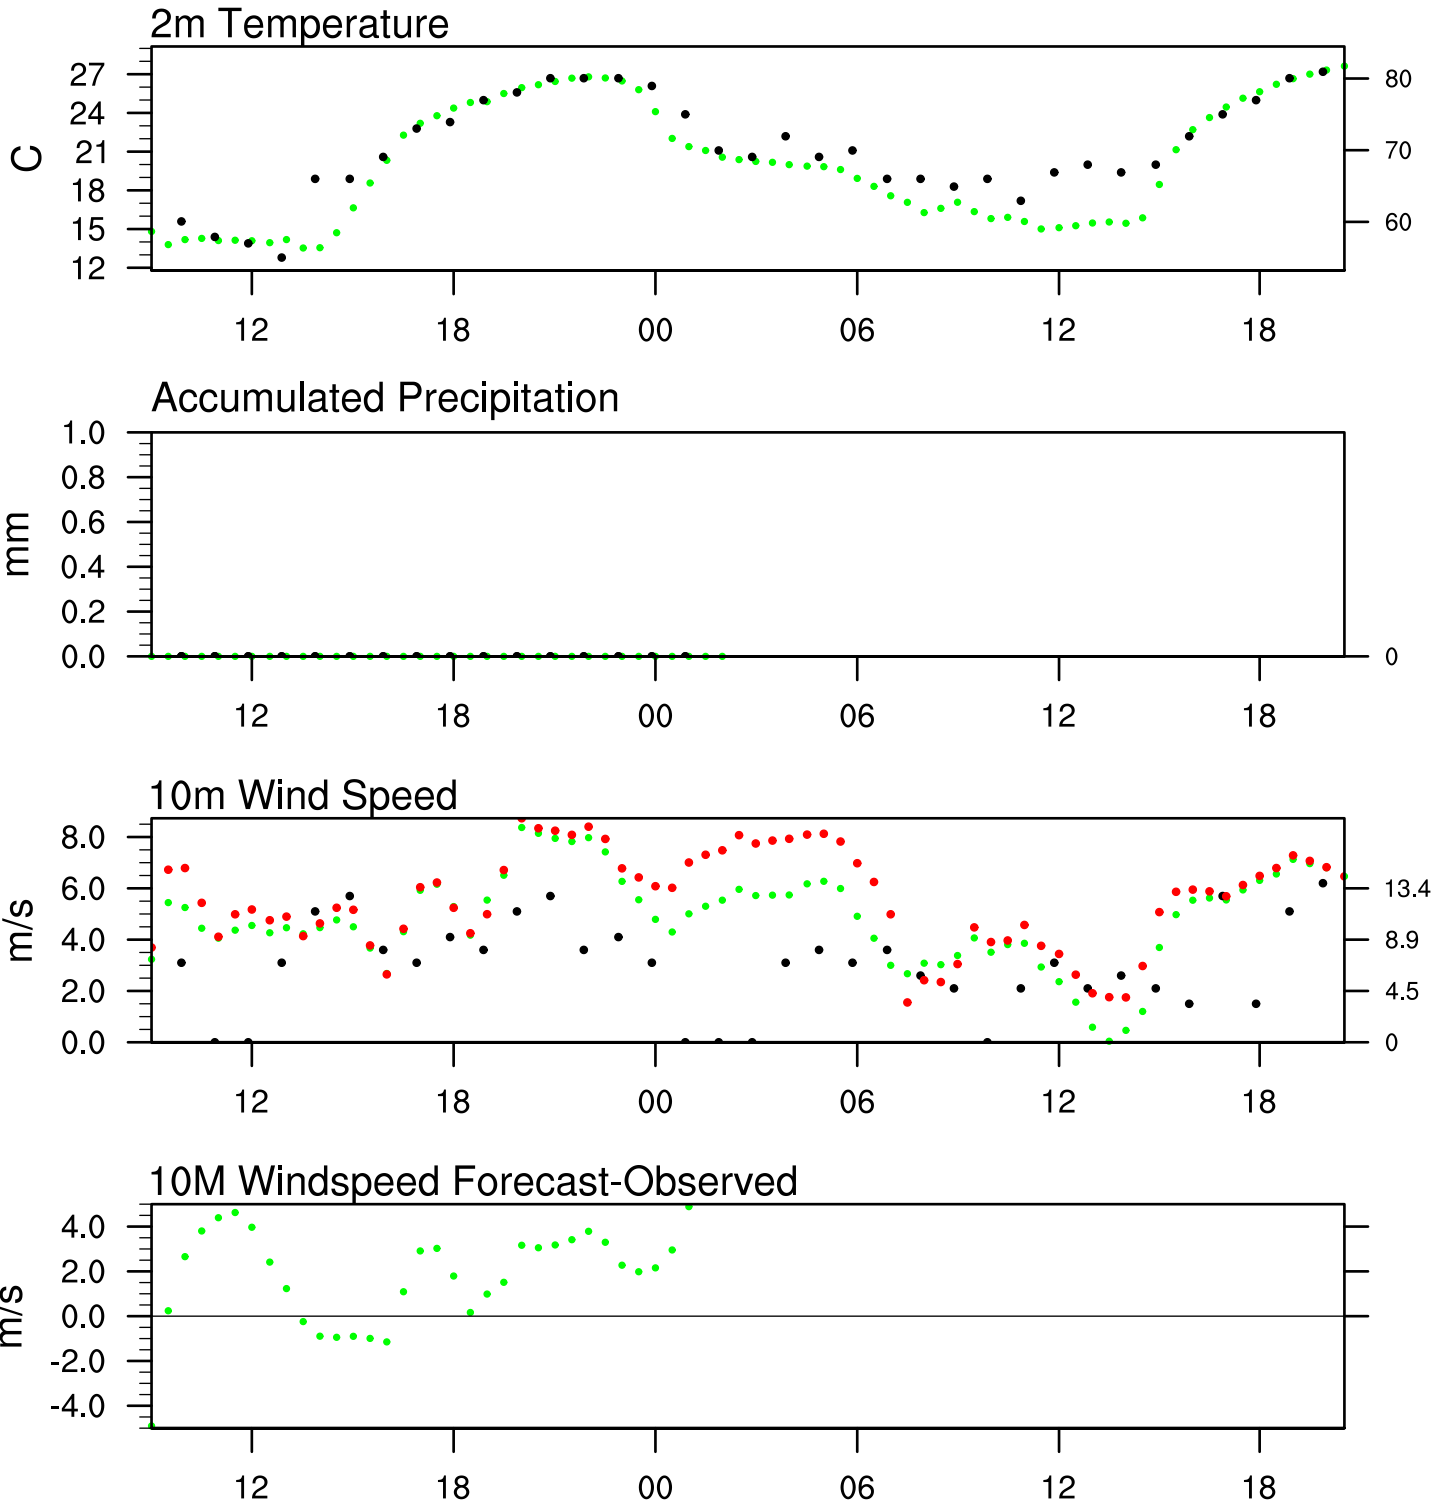 2m Temperature
27
24
21
18
15
12
C
80
70
60
12 18 00 06 12 18
Accumulated Precipitation
1.0
0.8
0.6
0.4
0.2
0.0
mm
0
12 18 00 06 12 18
10m Wind Speed
8.0
6.0
4.0
2.0
0.0
m/s
13.4
8.9
4.5
0
12 18 00 06 12 18
10M Windspeed Forecast-Observed
4.0
2.0
0.0
-2.0
-4.0
m/s
12 18 00 06 12 18